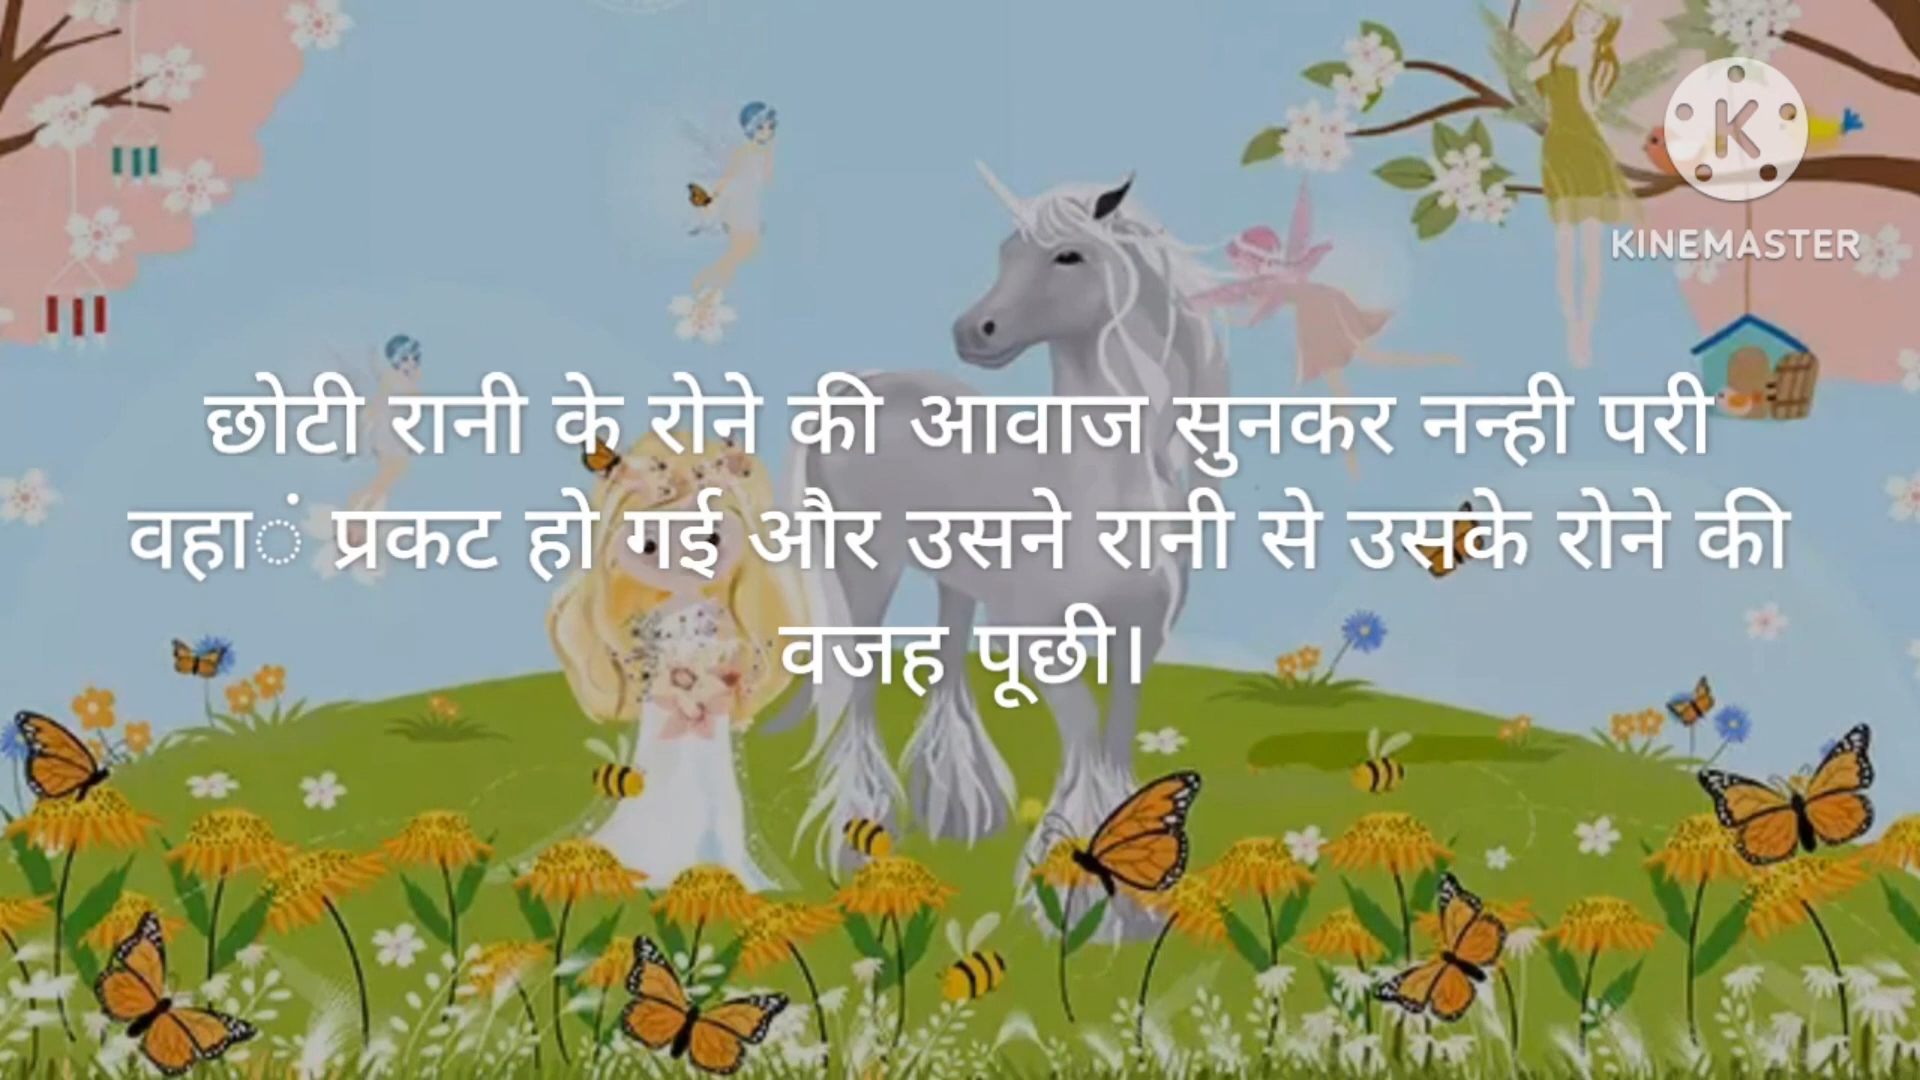 छोटी रानी के रोने की आवाज सुनकर नन्ही परी
वहा ं प्रकट हो गई और उसने रानी से उसके रोने की
वजह पूछी।
K
KINEMASTER